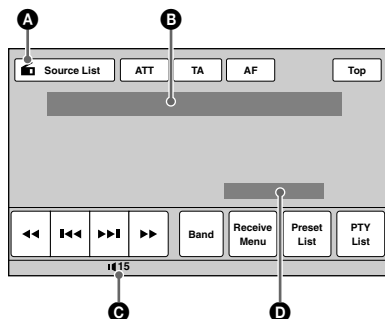 A B
Source List ATT TA AF Top
Band Receive Menu Preset List PTY List
15
C D